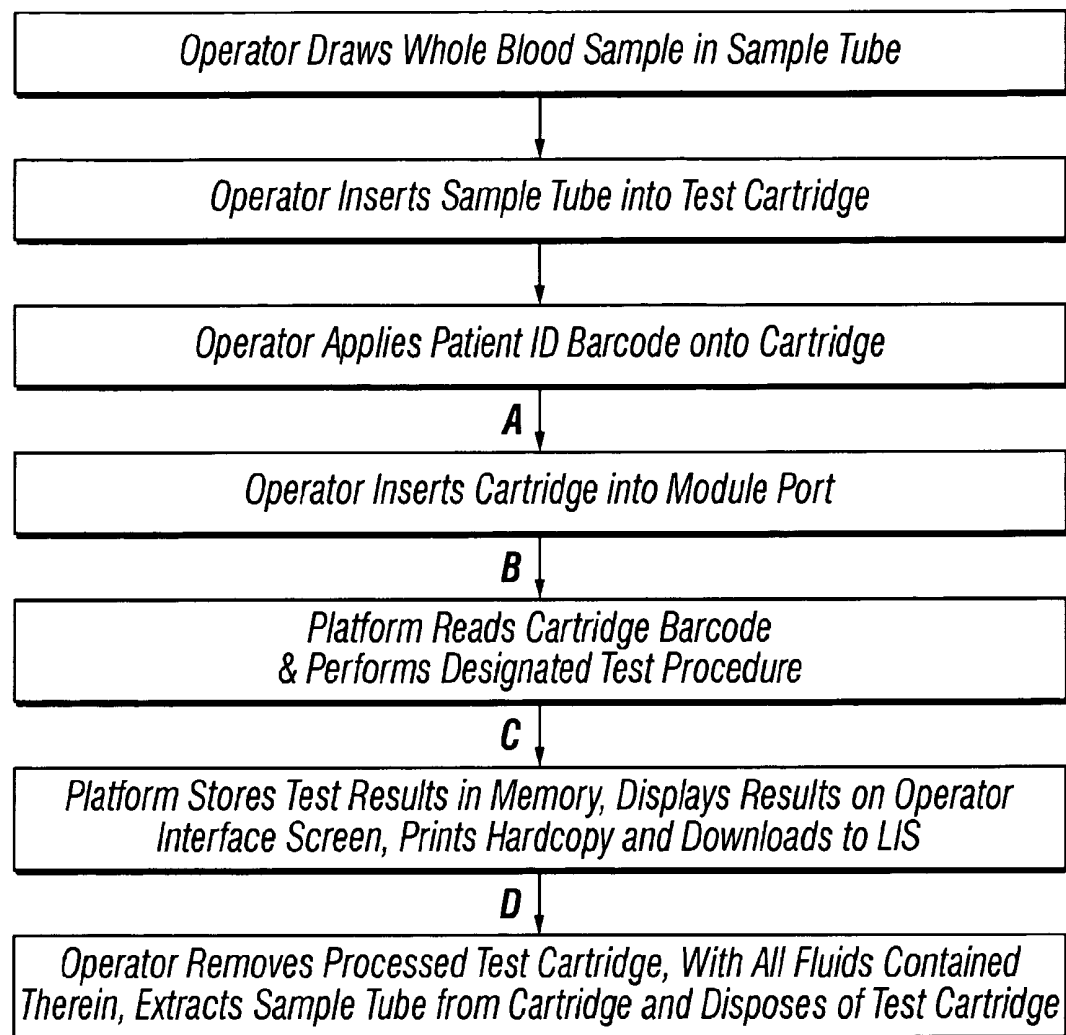 Operator Draws Whole Blood Sample in Sample Tube
Operator Inserts Sample Tube into Test Cartridge
Operator Applies Patient ID Barcode onto Cartridge
A
Operator Inserts Cartridge into Module Port
B
Platform Reads Cartridge Barcode
& Performs Designated Test Procedure
C
Platform Stores Test Results in Memory, Displays Results on Operator
Interface Screen, Prints Hardcopy and Downloads to LIS
D
Operator Removes Processed Test Cartridge, With All Fluids Contained
Therein, Extracts Sample Tube from Cartridge and Disposes of Test Cartridge